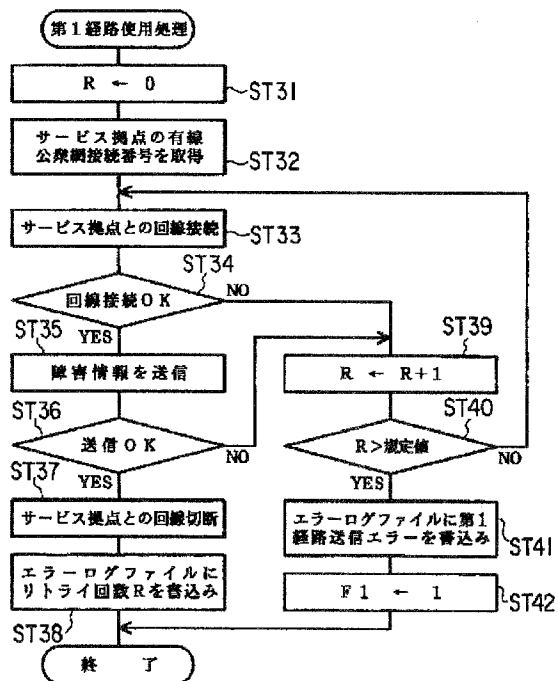 第1経路使用処理
R ← 0
ST31
サービス拠点の有線
公衆網接続番号を取得
ST32
サービス拠点との回線接続
ST33
ST34
回線接続OK
NO
YES
ST35
障害情報を送信
ST36
送信OK
NO
YES
ST37
サービス拠点との回線切断
エラーログファイルに
リトライ回数Rを書込み
ST38
終 了
ST39
R ← R+1
ST40
R>規定値
NO
YES
エラーログファイルに第1
経路送信エラーを書込み
ST41
F1 ← 1
ST42